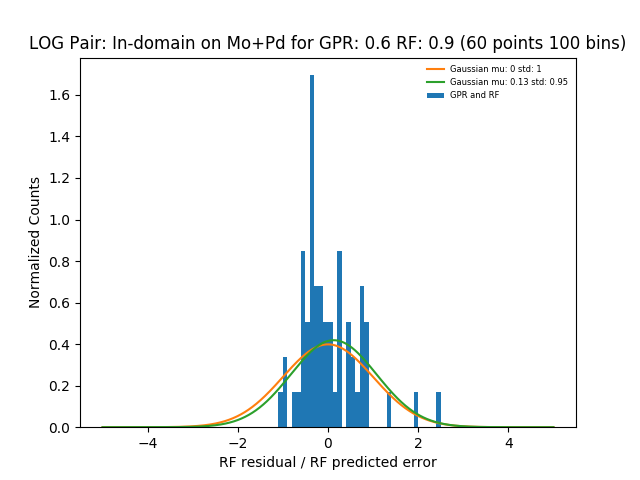 LOG Pair: In-domain on Mo+Pd for GPR: 0.6 RF: 0.9 (60 points 100 bins)
Gaussian mu: 0 std: 1
Gaussian mu: 0.13 std: 0.95
GPR and RF
Normalized Counts
1.6
1.4
1.2
1.0
0.8
0.6
0.4
0.2
0.0
−4
−2
0
2
4
RF residual / RF predicted error